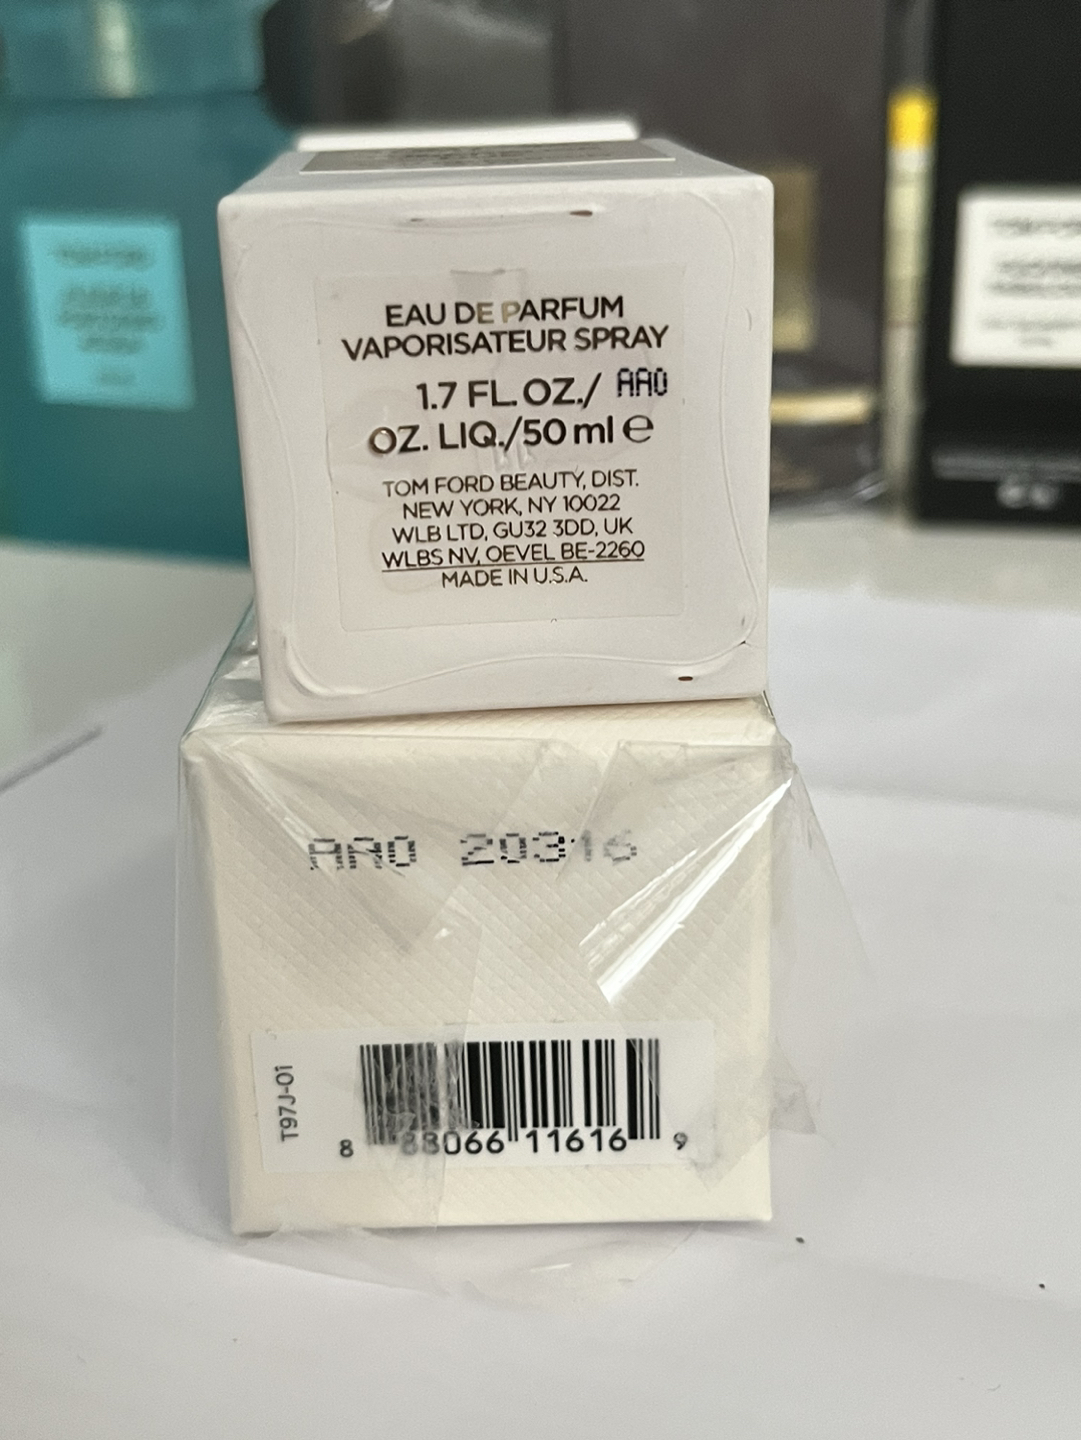 EAU DE PARFUM
VAPORISATEUR SPRAY
1.7 FL.OZ./ AA0
OZ. LIQ./50 ml ℮
TOM FORD BEAUTY, DIST.
NEW YORK, NY 10022
WLB LTD, GU32 3DD, UK
WLBS NV, OEVEL BE-2260
MADE IN U.S.A.
AA0 20316
T97J-01
8 88066 11616 9